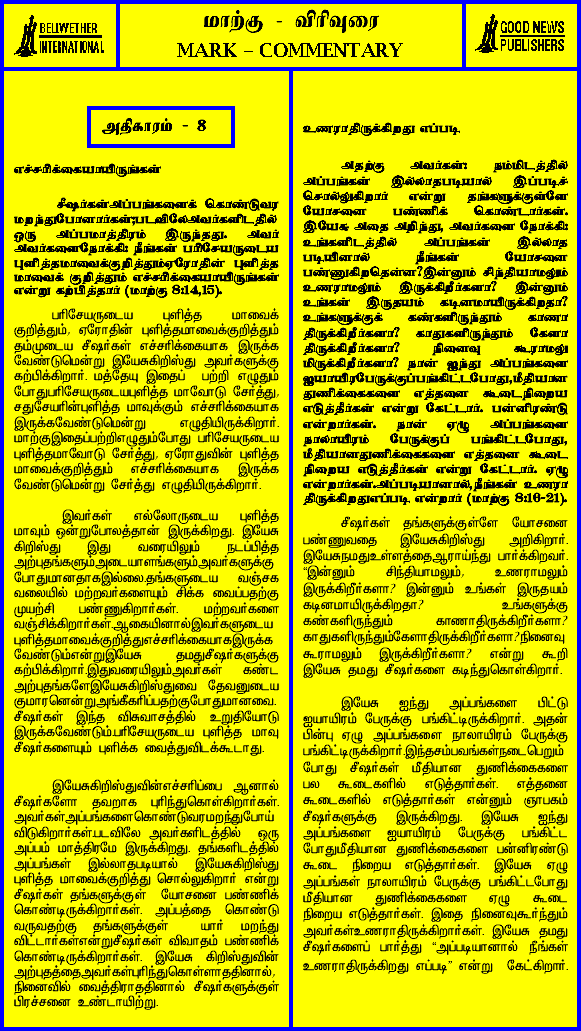 BELWETHER
INTERNATIONAL
மாற்கு - விரிவுரை
MARK – COMMENTARY
GOOD NEWS
PUBLISHERS
அதிகாரம் - 8
எச்சரிக்கையாயிருங்கள்
சீஷர்கள்அப்பங்களைக் கொண்டுவர
மறந்துபோனார்கள்;படவிலேஅவர்களிடத்தில்
ஒரு அப்பமாத்திரம் இருந்தது. அவர்
அவர்களைநோக்கி: நீங்கள் பரிசேயருடைய
புளித்தமாவைக்குறித்தும்ஏரோதின் புளித்த
மாவைக் குறித்தும் எச்சரிக்கையாயிருங்கள்
என்று கற்பித்தார் (மாற்கு 8:14,15).
பரிசேயருடைய புளித்த மாவைக்
குறித்தும், ஏரோதின் புளித்தமாவைக்குறித்தும்
தம்முடைய சீஷர்கள் எச்சரிக்கையாக இருக்க
வேண்டுமென்று இயேசுகிறிஸ்து அவர்களுக்கு
கற்பிக்கிறார். மத்தேயு இதைப் பற்றி எழுதும்
போதுபரிசேயருடையபுளித்த மாவோடு சேர்த்து,
சதுசேயரின்புளித்த மாவுக்கும் எச்சரிக்கையாக
இருக்கவேண்டுமென்று எழுதியிருக்கிறார்.
மாற்குஇதைப்பற்றிஎழுதும்போது பரிசேயருடைய
புளித்தமாவோடு சேர்த்து, ஏரோதுவின் புளித்த
மாவைக்குறித்தும் எச்சரிக்கையாக இருக்க
வேண்டுமென்று சேர்த்து எழுதியிருக்கிறார்.
இவர்கள் எல்லோருடைய புளித்த
மாவும் ஒன்றுபோலத்தான் இருக்கிறது. இயேசு
கிறிஸ்து இது வரையிலும் நடப்பித்த
அற்புதங்களும்அடையாளங்களும்அவர்களுக்கு
போதுமானதாகஇல்லை.தங்களுடைய வஞ்சக
வலையில் மற்றவர்களையும் சிக்க வைப்பதற்கு
முயற்சி பண்ணுகிறார்கள். மற்றவர்களை
வஞ்சிக்கிறார்கள்.ஆகையினால்இவர்களுடைய
புளித்தமாவைக்குறித்துஎச்சரிக்கையாகஇருக்க
வேண்டும்என்றுஇயேசு தமதுசீஷர்களுக்கு
கற்பிக்கிறார்.இதுவரையிலும்அவர்கள் கண்ட
அற்புதங்களேஇயேசுகிறிஸ்துவை தேவனுடைய
குமாரனென்றுஅங்கீகரிப்பதற்குபோதுமானவை.
சீஷர்கள் இந்த விசுவாசத்தில் உறுதியோடு
இருக்கவேண்டும்.பரிசேயருடைய புளித்த மாவு
சீஷர்களையும் புளிக்க வைத்துவிடக்கூடாது.
இயேசுகிறிஸ்துவின்எச்சரிப்பை ஆனால்
சீஷர்களோ தவறாக புரிந்துகொள்கிறார்கள்.
அவர்கள்அப்பங்களைகொண்டுவரமறந்துபோய்
விடுகிறார்கள்.படவிலே அவர்களிடத்தில் ஒரு
அப்பம் மாத்திரமே இருக்கிறது. தங்களிடத்தில்
அப்பங்கள் இல்லாதபடியால் இயேசுகிறிஸ்து
புளித்த மாவைக்குறித்து சொல்லுகிறார் என்று
சீஷர்கள் தங்களுக்குள் யோசனை பண்ணிக்
கொண்டிருக்கிறார்கள். அப்பத்தை கொண்டு
வருவதற்கு தங்களுக்குள் யார் மறந்து
விட்டார்கள்என்றுசீஷர்கள் விவாதம் பண்ணிக்
கொண்டிருக்கிறார்கள். இயேசு கிறிஸ்துவின்
அற்புதத்தைஅவர்கள்புரிந்துகொள்ளாததினால்,
நினைவில் வைத்திராததினால் சீஷர்களுக்குள்
பிரச்சனை உண்டாயிற்று.
உணராதிருக்கிறது எப்படி.
அதற்கு அவர்கள்: நம்மிடத்தில்
அப்பங்கள் இல்லாதபடியால் இப்படிச்
சொல்லுகிறார் என்று தங்களுக்குள்ளே
யோசனை பண்ணிக் கொண்டார்கள்.
இயேசு அதை அறிந்து, அவர்களை நோக்கி:
உங்களிடத்தில் அப்பங்கள் இல்லாத
படியினால் நீங்கள் யோசனை
பண்ணுகிறதென்ன?இன்னும் சிந்தியாமலும்
உணராமலும் இருக்கிறீர்களா? இன்னும்
உங்கள் இருதயம் கடினமாயிருக்கிறதா?
உங்களுக்குக் கண்களிருந்தும் காணா
திருக்கிறீர்களா? காதுகளிருந்தும் கேளா
திருக்கிறீர்களா? நினைவு கூராமலு
மிருக்கிறீர்களா? நான் ஐந்து அப்பங்களை
ஐயாயிரபேருக்குப்பங்கிட்டபோது,மீதியான
துணிக்கைகளை எத்தனை கூடைநிறைய
எடுத்தீர்கள் என்று கேட்டார். பன்னிரண்டு
என்றார்கள். நான் ஏழு அப்பங்களை
நாலாயிரம் பேருக்குப் பங்கிட்டபோது,
மீதியானதுணிக்கைகளை எத்தனை கூடை
நிறைய எடுத்தீர்கள் என்று கேட்டார். ஏழு
என்றார்கள்.அப்படியானால்,நீங்கள் உணரா
திருக்கிறதுஎப்படி என்றார் (மாற்கு 8:16-21).
சீஷர்கள் தங்களுக்குள்ளே யோசனை
பண்ணுவதை இயேசுகிறிஸ்து அறிகிறார்.
இயேசுநமதுஉள்ளத்தைஆராய்ந்து பார்க்கிறவர்.
“இன்னும் சிந்தியாமலும், உணராமலும்
இருக்கிறீர்களா? இன்னும் உங்கள் இருதயம்
கடினமாயிருக்கிறதா? உங்களுக்கு
கண்களிருந்தும் காணாதிருக்கிறீர்களா?
காதுகளிருந்தும்கேளாதிருக்கிறீர்களா?நினைவு
கூராமலும் இருக்கிறீர்களா? என்று கூறி
இயேசு தமது சீஷர்களை கடிந்துகொள்கிறார்.
இயேசு ஐந்து அப்பங்களை பிட்டு
ஐயாயிரம் பேருக்கு பங்கிட்டிருக்கிறார். அதன்
பின்பு ஏழு அப்பங்களை நாலாயிரம் பேருக்கு
பங்கிட்டிருக்கிறார்.இந்தசம்பவங்கள்நடைபெறும்
போது சீஷர்கள் மீதியான துணிக்கைகளை
பல கூடைகளில் எடுத்தார்கள். எத்தனை
கூடைகளில் எடுத்தார்கள் என்னும் ஞாபகம்
சீஷர்களுக்கு இருக்கிறது. இயேசு ஐந்து
அப்பங்களை ஐயாயிரம் பேருக்கு பங்கிட்ட
போதுமீதியான துணிக்கைகளை பன்னிரண்டு
கூடை நிறைய எடுத்தார்கள். இயேசு ஏழு
அப்பங்கள் நாலாயிரம் பேருக்கு பங்கிட்டபோது
மீதியான துணிக்கைகளை ஏழு கூடை
நிறைய எடுத்தார்கள். இதை நினைவுகூர்ந்தும்
அவர்கள்உணராதிருக்கிறார்கள். இயேசு தமது
சீஷர்களைப் பார்த்து “அப்படியானால் நீங்கள்
உணராதிருக்கிறது எப்படி” என்று கேட்கிறார்.